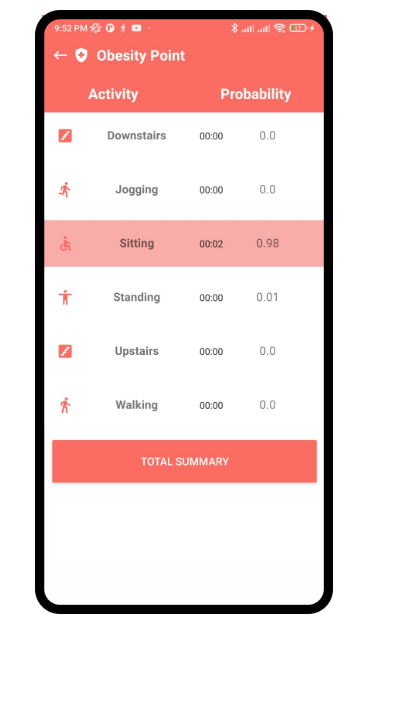 9:52 PM 17
Obesity Point
Activity Probability
Downstairs 00:00 0.0
Jogging 00:00 0.0
Sitting 00:02 0.98
Standing 00:00 0.01
Upstairs 00:00 0.0
Walking 00:00 0.0
TOTAL SUMMARY